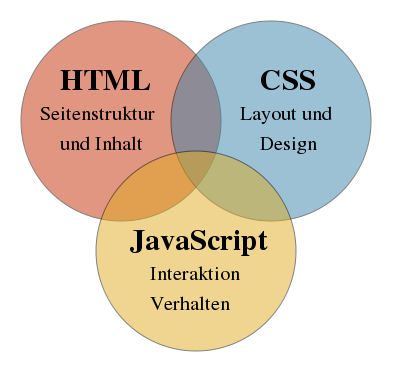 HTML
Seitenstruktur
und Inhalt
CSS
Layout und
Design
JavaScript
Interaktion
Verhalten